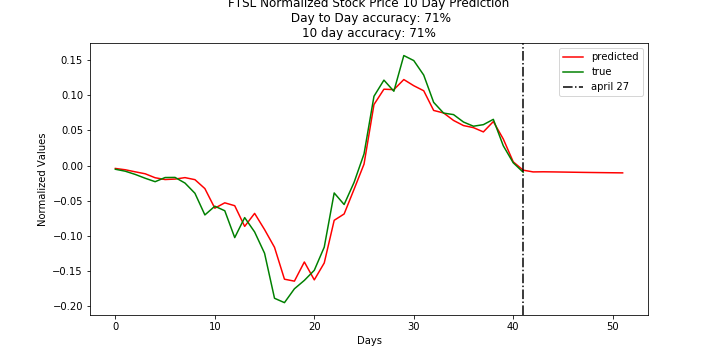 FTSL Normalized Stock Price 10 Day Prediction
Day to Day accuracy: 71%
10 day accuracy: 71%
predicted
true
april 27
Normalized Values
0.15
0.10
0.05
0.00
−0.05
−0.10
−0.15
−0.20
0 10 20 30 40 50
Days